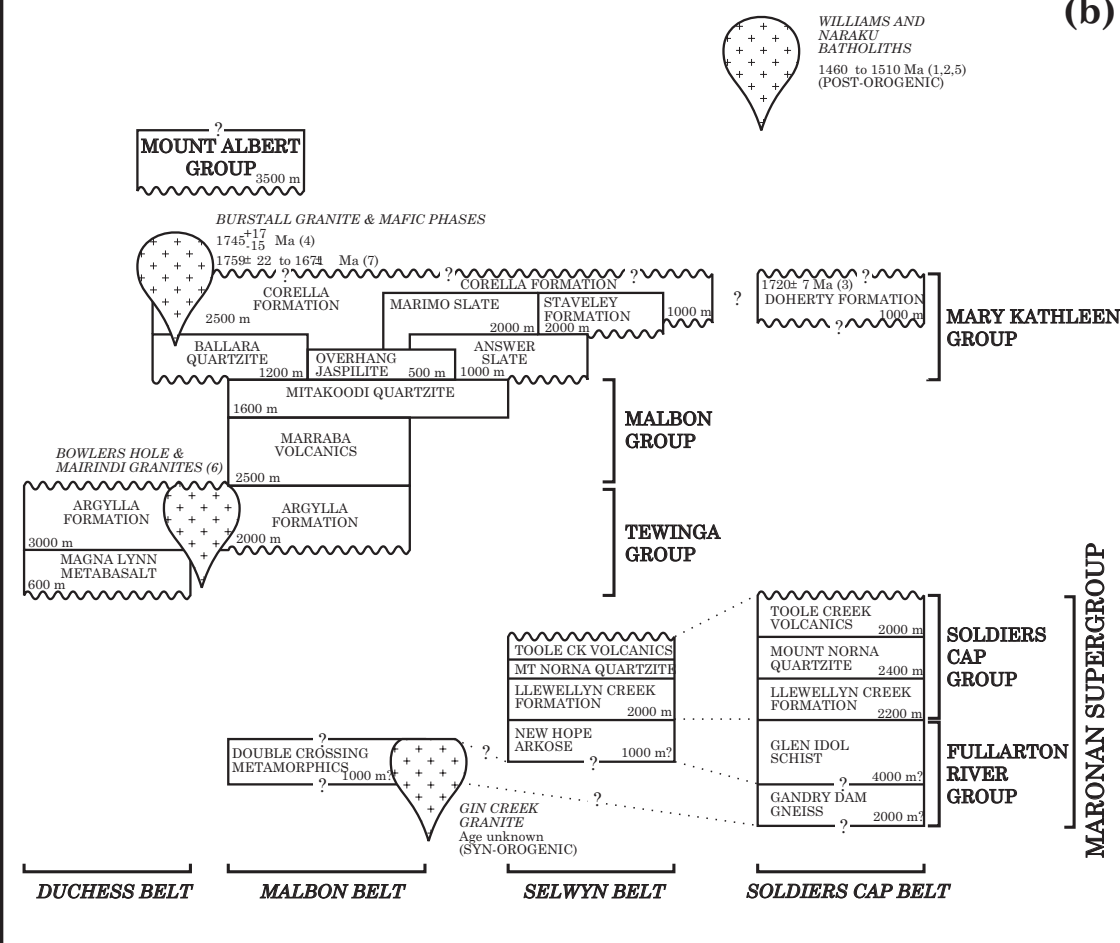 (b)
WILLIAMS AND
NARAKU
BATHOLITHS
1460 to 1510 Ma (1,2,5)
(POST-OROGENIC)
?
MOUNT ALBERT
GROUP
3500 m
BURSTALL GRANITE & MAFIC PHASES
1745 +17 -15 Ma (4)
1759± 22 to 1671± Ma (7)
? ? ? ?
CORELLA
FORMATION
2500 m
CORELLA FORMATION
MARIMO SLATE
2000 m
STAVELEY
FORMATION
2000 m
1000 m
?
1720± 7 Ma (3)
DOHERTY FORMATION
1000 m
?
MARY KATHLEEN
GROUP
BALLARA
QUARTZITE
1200 m
OVERHANG
JASPILITE 500 m
ANSWER
SLATE
1000 m
MITAKOODI QUARTZITE
1600 m
MALBON
GROUP
MARRABA
VOLCANICS
2500 m
BOWLERS HOLE &
MAIRINDI GRANITES (6)
ARGYLLA
FORMATION
3000 m
ARGYLLA
FORMATION
2000 m
TEWINGA
GROUP
MAGNA LYNN
METABASALT
600 m
TOOLE CK VOLCANICS
MT NORNA QUARTZITE
LLEWELLYN CREEK
FORMATION
2000 m
NEW HOPE
ARKOSE
1000 m?
?
TOOLE CREEK
VOLCANICS
2000 m
MOUNT NORNA
QUARTZITE
2400 m
LLEWELLYN CREEK
FORMATION
2200 m
SOLDIERS
CAP
GROUP
GLEN IDOL
SCHIST
4000 m?
?
GANDRY DAM
GNEISS
2000 m?
?
FULLARTON
RIVER
GROUP
MARONAN SUPERGROUP
?
DOUBLE CROSSING
METAMORPHICS
1000 m?
?
?
?
GIN CREEK
GRANITE
Age unknown
(SYN-OROGENIC)
DUCHESS BELT
MALBON BELT
SELWYN BELT
SOLDIERS CAP BELT